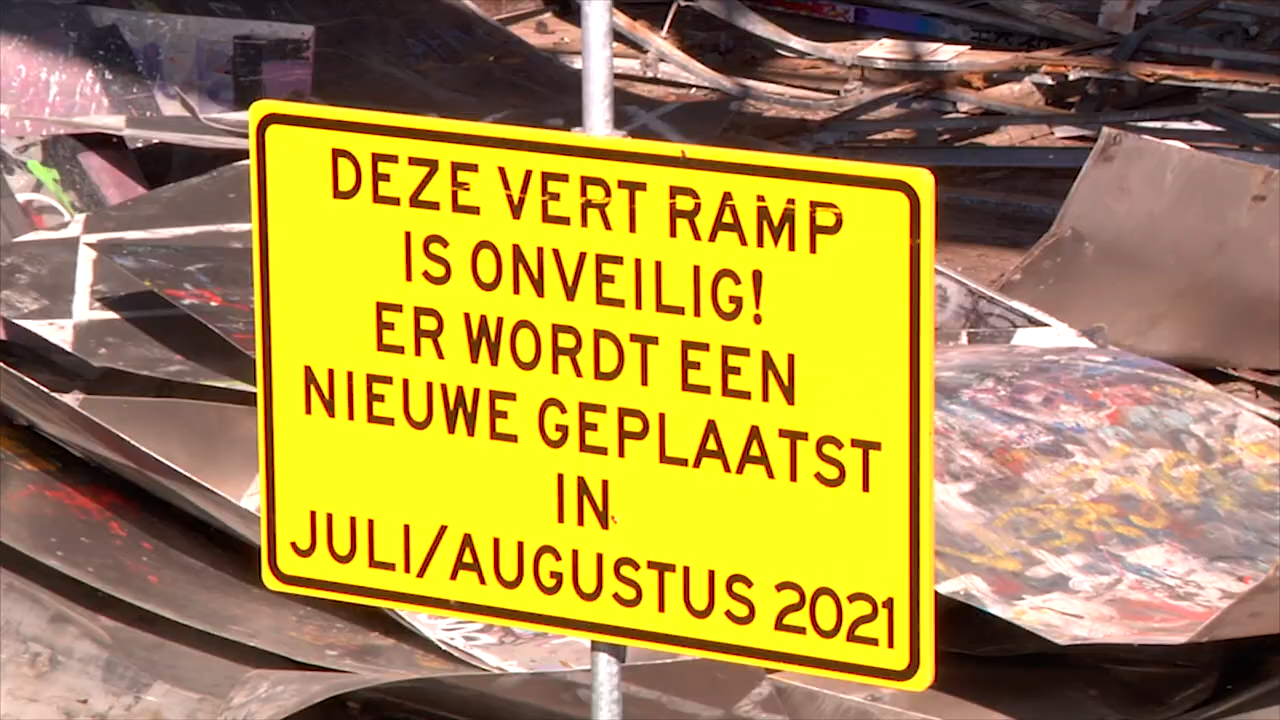 DEZE VERT RAMP
IS ONVEILIG!
ER WORDT EEN
NIEUWE GEPLAATST
IN
JULI/AUGUSTUS 2021